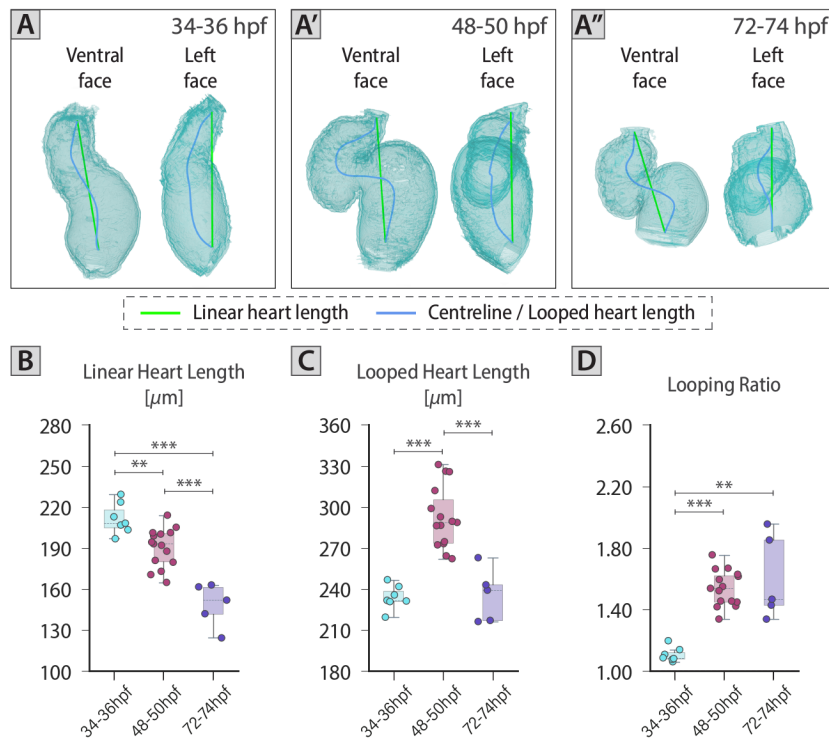 A
34-36 hpf
Ventral face
Left face
A'
48-50 hpf
Ventral face
Left face
A''
72-74 hpf
Ventral face
Left face
Linear heart length
Centreline / Looped heart length
B
Linear Heart Length
[µm]
280
250
220
190
160
130
100
***
**
***
34-36hpf
48-50hpf
72-74hpf
C
Looped Heart Length
[µm]
360
330
300
270
240
210
180
***
***
34-36hpf
48-50hpf
72-74hpf
D
Looping Ratio
2.60
2.20
1.80
1.40
1.00
**
***
34-36hpf
48-50hpf
72-74hpf